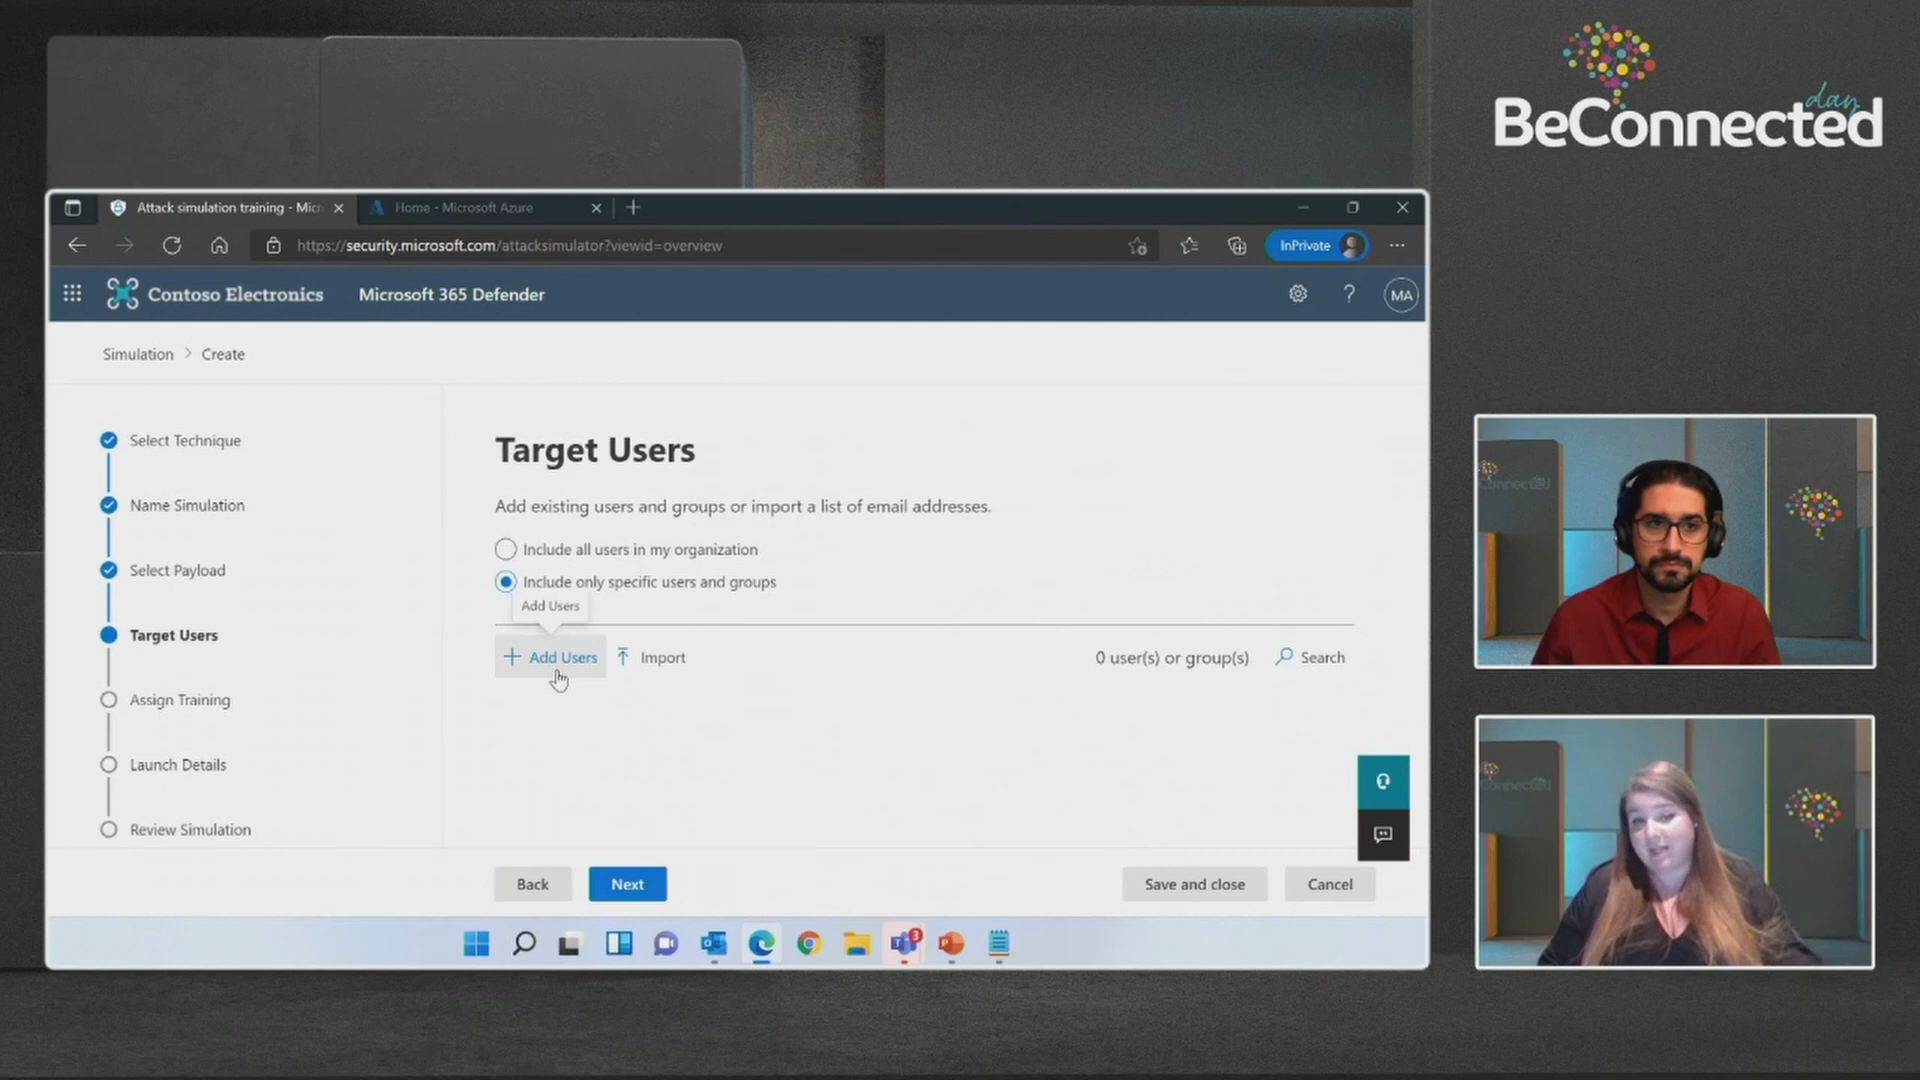 day
BeConnected
Attack simulation training - Micr
Home - Microsoft Azure
https://security.microsoft.com/attacksimulator?viewid=overview
InPrivate
Contoso Electronics
Microsoft 365 Defender
MA
Simulation > Create
Select Technique
Name Simulation
Select Payload
Target Users
Assign Training
Launch Details
Review Simulation
Target Users
Add existing users and groups or import a list of email addresses.
Include all users in my organization
Include only specific users and groups
Add Users
+ Add Users
Import
0 user(s) or group(s)
Search
Back
Next
Save and close
Cancel
3
Connected
Connected